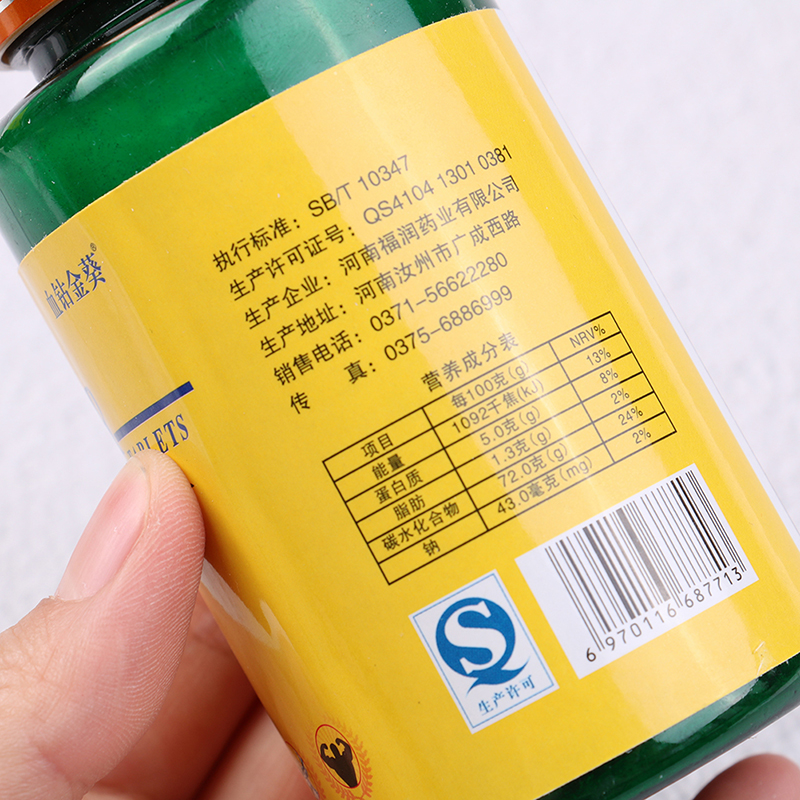 血钻金葵®
TABLETS
执行标准：SB/T 10347
生产许可证号：QS4104 1301 0381
生产企业：河南福润药业有限公司
生产地址：河南汝州市广成西路
销售电话：0371-56622280
传　真：0375-6886999
营养成分表
项目 每100克(g) NRV%
能量 1092千焦(kJ) 13%
蛋白质 5.0克(g) 8%
脂肪 1.3克(g) 2%
碳水化合物 72.0克(g) 24%
钠 43.0毫克(mg) 2%
生产许可
6 970116 687713